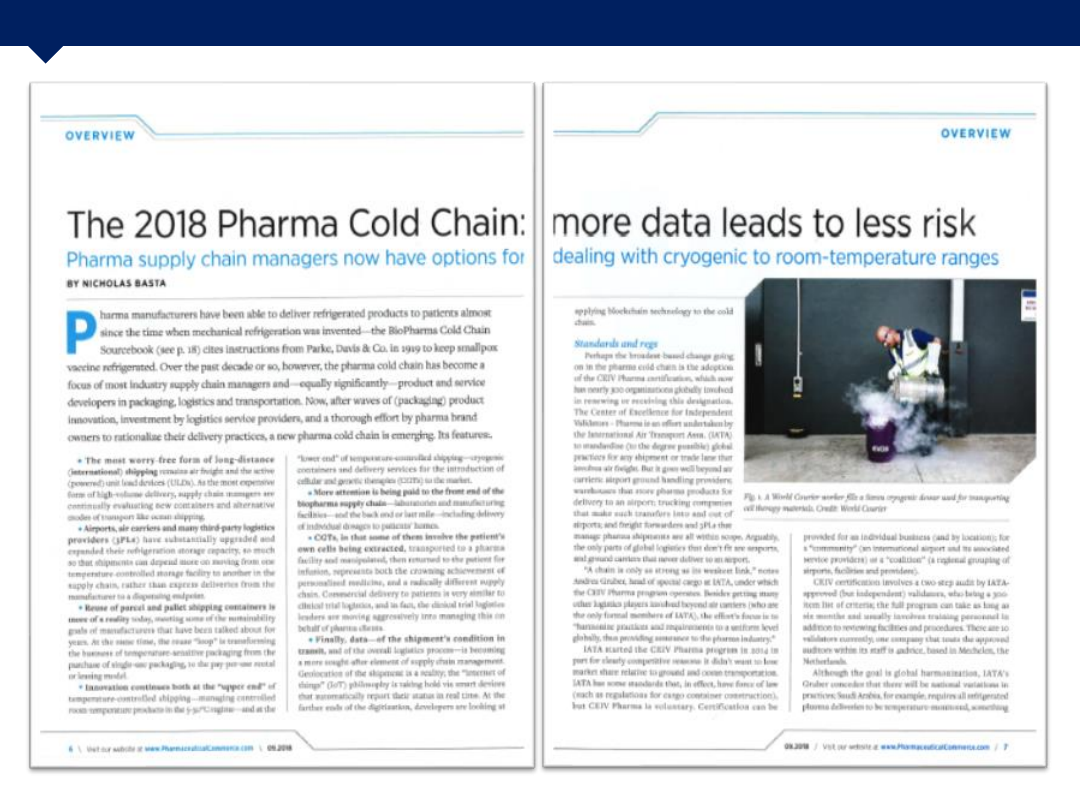 OVERVIEW
The 2018 Pharma Cold Chain:
Pharma supply chain managers now have options for
BY NICHOLAS BASTA
Pharma manufacturers have been able to deliver refrigerated products to patients almost
since the time when mechanical refrigeration was invented—the BioPharma Cold Chain
Sourcebook (see p. 18) cites instructions from Parke, Davis & Co. in 1919 to keep smallpox
vaccine refrigerated. Over the past decade or so, however, the pharma cold chain has become a
focus of most industry supply chain managers and—equally significantly—product and service
developers in packaging, logistics and transportation. Now, after waves of (packaging) product
innovation, investment by logistics service providers, and a thorough effort by pharma brand
owners to rationalize their delivery practices, a new pharma cold chain is emerging. Its features:
• The most worry-free form of long-distance
(international) shipping remains air freight and the active
(powered) unit load devices (ULDs). As the most expensive
form of high-volume delivery, supply chain managers are
continually evaluating new containers and alternative
modes of transport like ocean shipping.
• Airports, air carriers and many third-party logistics
providers (3PLs) have substantially upgraded and
expanded their refrigeration storage capacity, so much
so that shipments can depend more on moving from one
temperature-controlled storage facility to another in the
supply chain, rather than express deliveries from the
manufacturer to a dispensing endpoint.
• Reuse of parcel and pallet shipping containers is
more of a reality today, meeting some of the sustainability
goals of manufacturers that have been talked about for
years. At the same time, the reuse "loop" is transforming
the business of temperature-sensitive packaging from the
purchase of single-use packaging, to the pay-per-use rental
or leasing model.
• Innovation continues both at the "upper end" of
temperature-controlled shipping—managing controlled
room temperature products in the regime—and at the
"lower end" of temperature-controlled shipping—cryogenic
containers and delivery services for the introduction of
cellular and genetic therapies (CGTs) to the market.
• More attention is being paid to the front end of the
biopharma supply chain—laboratories and manufacturing
facilities—and the back end or last mile—including delivery
of individual dosages to patients' homes.
• CGTs, in that some of them involve the patient's
own cells being extracted, transported to a pharma
facility and manipulated, then returned to the patient for
infusion, represents both the crowning achievement of
personalized medicine, and a radically different supply
chain. Commercial delivery to patients is very similar to
clinical trial logistics, and in fact, the clinical trial logistics
leaders are moving aggressively into managing this on
behalf of pharma clients.
• Finally, data—of the shipment's condition in
transit, and of the overall logistics process—is becoming
a more sought-after element of supply chain management.
Geolocation of the shipment is a reality; the "internet of
things" (IoT) philosophy is taking hold via smart devices
that automatically report their status in real time. At the
further ends of the digitization, developers are looking at
6 \ Visit our website at www.PharmaceuticalCommerce.com \ 09.2018
OVERVIEW
more data leads to less risk
dealing with cryogenic to room-temperature ranges
applying blockchain technology to the cold
chain.
Standards and regs
Perhaps the broadest-based change going
on in the pharma cold chain is the adoption
of the CEIV Pharma certification, which now
has nearly 300 organizations globally involved
in renewing or receiving this designation.
The Center of Excellence for Independent
Validators - Pharma is an effort undertaken by
the International Air Transport Assn. (IATA)
to standardize (to the degree possible) global
practices for any shipment or trade lane that
involves air freight. But it goes well beyond air
carriers: airport ground handling providers;
warehouses that store pharma products for
delivery to an airport; trucking companies
that make such transfers into and out of
airports; and freight forwarders and 3PLs that
manage pharma shipments are all within scope. Arguably,
the only parts of global logistics that don't fit are seaports,
and ground carriers that never deliver to an airport.
"A chain is only as strong as its weakest link," notes
Andrea Gruber, head of special cargo at IATA, under which
the CEIV Pharma program operates. Besides getting many
other logistics players involved beyond air carriers (who are
the only formal members of IATA), the effort's focus is to
"harmonize practices and requirements to a uniform level
globally, thus providing sentience to the pharma industry."
IATA started the CEIV Pharma program in 2014 in
part for clearly competitive reasons: it didn't want to lose
market share relative to ground and ocean transportation.
IATA has some standards that, in effect, have force of law
(such as regulations for cargo container construction),
but CEIV Pharma is voluntary. Certification can be
evox
Fig. 1. A World Courier worker fills a cryogenic dewar used for transporting
cell therapy materials. Credit: World Courier
provided for an individual business (and by location); for
a "community" (an international airport and its associated
service providers) or a "coalition" (a regional grouping of
airports, facilities and providers).
CEIV certification involves a two-step audit by IATA-
approved (but independent) validators, who bring a 300-
item list of criteria; the full program can take as long as
six months and usually involves training personnel in
addition to reviewing facilities and procedures. There are 10
validators currently; one company that trains the approved
auditors within its staff is , based in Mechelen, the
Netherlands.
Although the goal is global harmonization, IATA's
Gruber concedes that there will be national variations in
practices; Saudi Arabia, for example, requires all refrigerated
pharma deliveries to be temperature-monitored, something
09.2018 / Visit our website at www.PharmaceuticalCommerce.com / 7